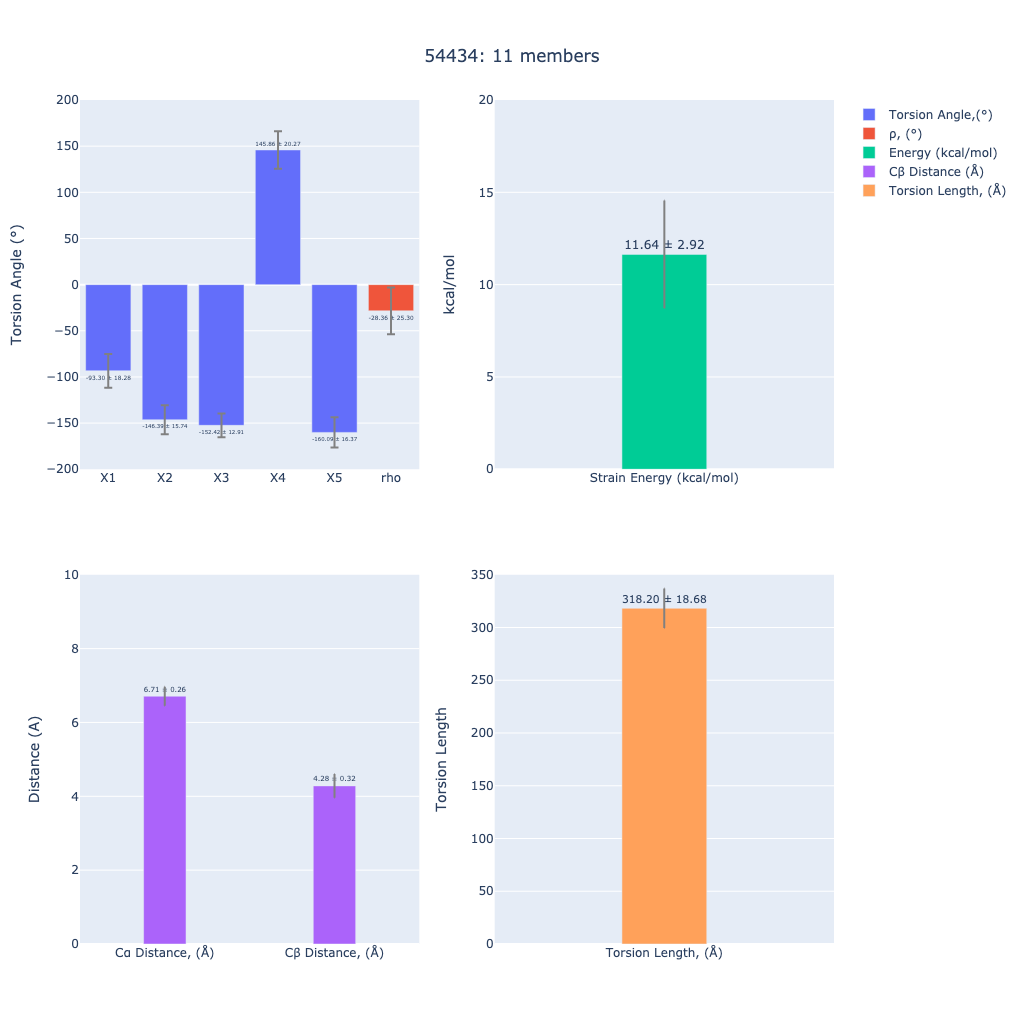 54434: 11 members
Torsion Angle (°)
200
150
100
50
0
−50
−100
−150
−200
145.86 ± 20.27
-93.30 ± 18.28
-146.39 ± 15.74
-152.42 ± 12.91
-160.09 ± 16.37
-28.36 ± 25.30
X1 X2 X3 X4 X5 rho
kcal/mol
20
15
10
5
0
11.64 ± 2.92
Strain Energy (kcal/mol)
Torsion Angle,(°)
ρ, (°)
Energy (kcal/mol)
Cβ Distance (Å)
Torsion Length, (Å)
Distance (A)
10
8
6
4
2
0
6.71 ± 0.26
4.28 ± 0.32
Cα Distance, (Å) Cβ Distance, (Å)
Torsion Length
350
300
250
200
150
100
50
0
318.20 ± 18.68
Torsion Length, (Å)